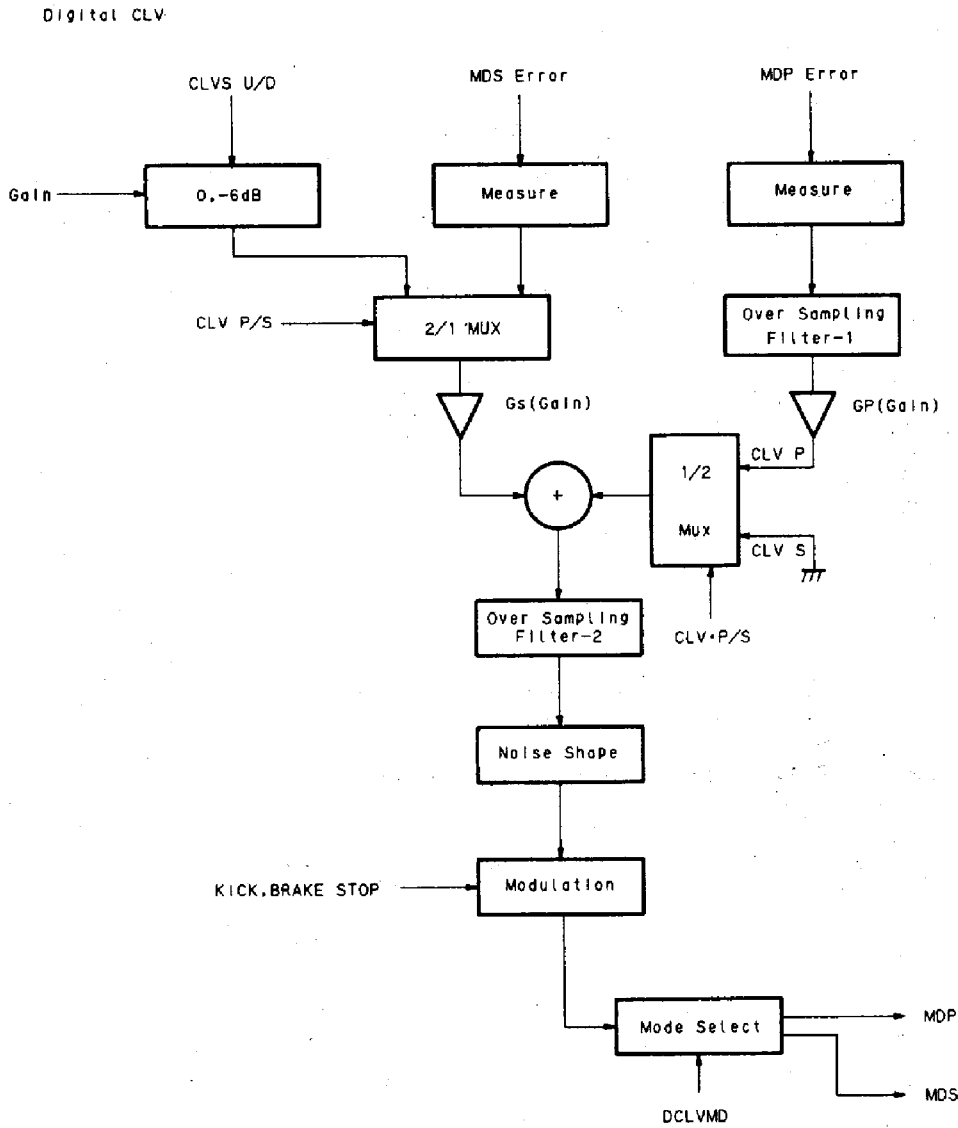 Digital CLV
CLVS U/D
MDS Error
MDP Error
Gain
0,-6dB
Measure
Measure
CLV P/S
2/1 MUX
Over Sampling
Filter-1
Gs(Gain)
GP(Gain)
CLV P
1/2
Mux
CLV S
+
Over Sampling
Filter-2
CLV·P/S
Noise Shape
KICK,BRAKE STOP
Modulation
Mode Select
MDP
MDS
DCLVMD